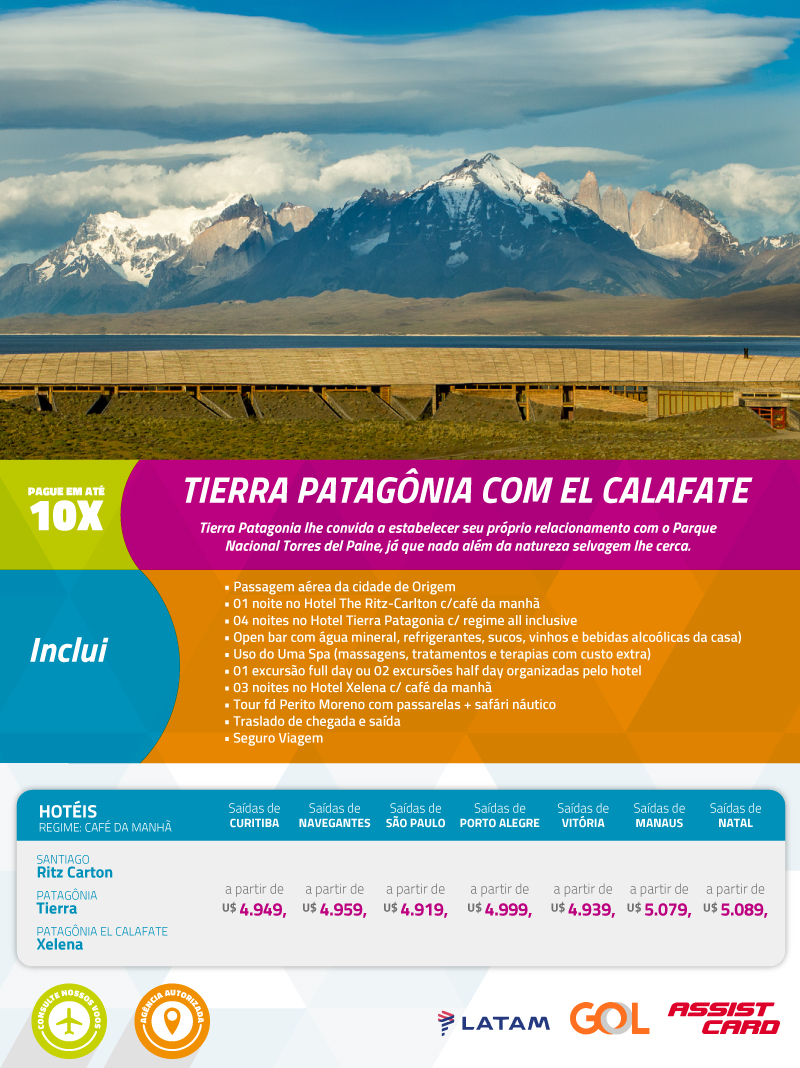 PAGUE EM ATÉ
10X
TIERRA PATAGÔNIA COM EL CALAFATE
Tierra Patagonia lhe convida a estabelecer seu próprio relacionamento com o Parque
Nacional Torres del Paine, já que nada além da natureza selvagem lhe cerca.
Inclui
• Passagem aérea da cidade de Origem
• 01 noite no Hotel The Ritz-Carlton c/café da manhã
• 04 noites no Hotel Tierra Patagonia c/ regime all inclusive
• Open bar com água mineral, refrigerantes, sucos, vinhos e bebidas alcoólicas da casa)
• Uso do Uma Spa (massagens, tratamentos e terapias com custo extra)
• 01 excursão full day ou 02 excursões half day organizadas pelo hotel
• 03 noites no Hotel Xelena c/ café da manhã
• Tour fd Perito Moreno com passarelas + safári náutico
• Traslado de chegada e saída
• Seguro Viagem
HOTÉIS
REGIME: CAFÉ DA MANHÃ
Saídas de CURITIBA
Saídas de NAVEGANTES
Saídas de SÃO PAULO
Saídas de PORTO ALEGRE
Saídas de VITÓRIA
Saídas de MANAUS
Saídas de NATAL
SANTIAGO
Ritz Carton
PATAGÔNIA
Tierra
PATAGÔNIA EL CALAFATE
Xelena
a partir de U$ 4.949,
a partir de U$ 4.959,
a partir de U$ 4.919,
a partir de U$ 4.999,
a partir de U$ 4.939,
a partir de U$ 5.079,
a partir de U$ 5.089,
CONSULTE NOSSOS VOOS
AGÊNCIA AUTORIZADA
LATAM
GOL
ASSIST
CARD